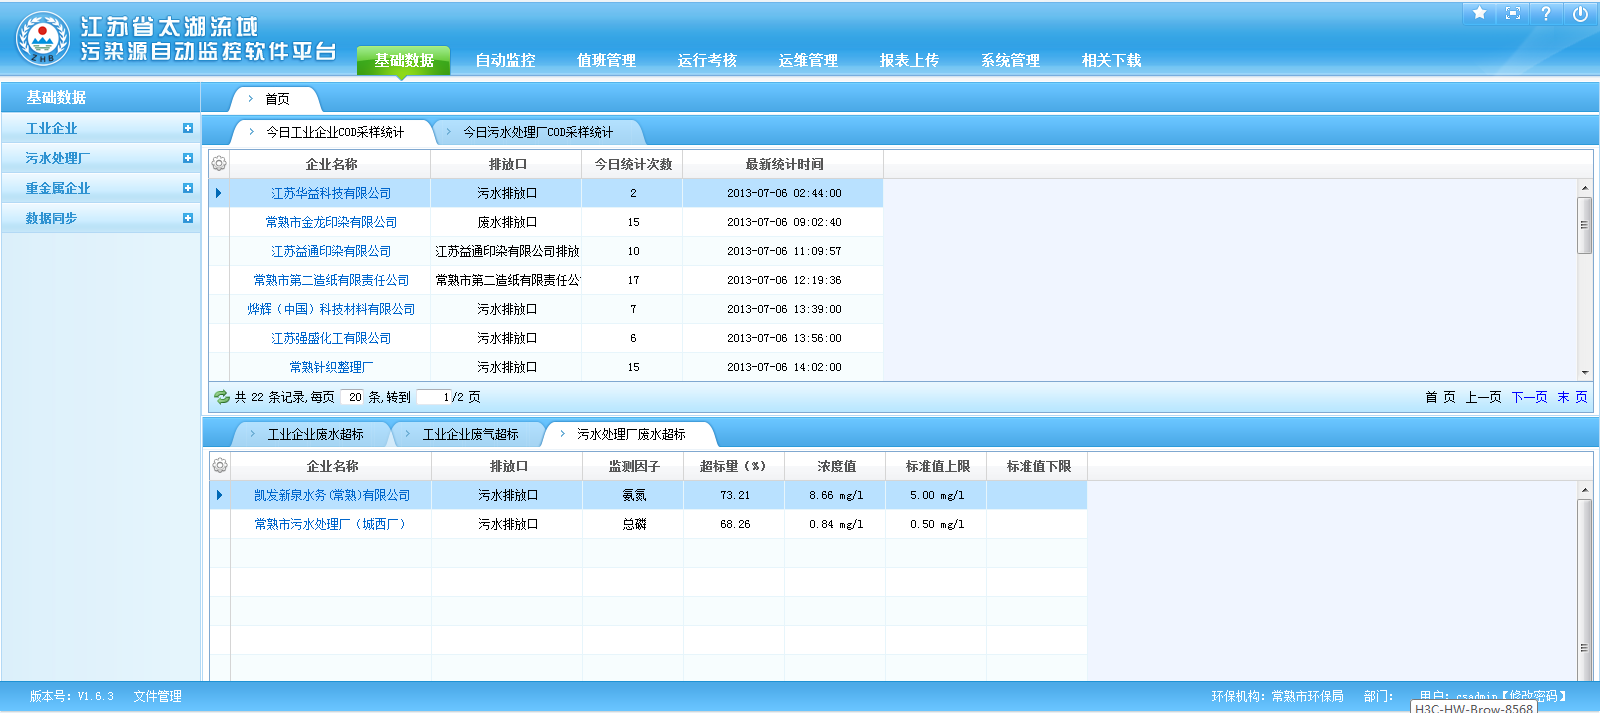 江苏省太湖流域
污染源自动监控软件平台
ZHB
基础数据 自动监控 值班管理 运行考核 运维管理 报表上传 系统管理 相关下载
基础数据
工业企业
污水处理厂
重金属企业
数据同步
首页
今日工业企业COD采样统计 今日污水处理厂COD采样统计
企业名称 排放口 今日统计次数 最新统计时间
江苏华益科技有限公司 污水排放口 2 2013-07-06 02:44:00
常熟市金龙印染有限公司 废水排放口 15 2013-07-06 09:02:40
江苏益通印染有限公司 江苏益通印染有限公司排放 10 2013-07-06 11:09:57
常熟市第二造纸有限责任公司 常熟市第二造纸有限责任公 17 2013-07-06 12:19:36
烨辉（中国）科技材料有限公司 污水排放口 7 2013-07-06 13:39:00
江苏强盛化工有限公司 污水排放口 6 2013-07-06 13:56:00
常熟针织整理厂 污水排放口 15 2013-07-06 14:02:00
共 22 条记录,每页 20 条,转到 1/2 页 首 页 上一页 下一页 末 页
工业企业废水超标 工业企业废气超标 污水处理厂废水超标
企业名称 排放口 监测因子 超标量（%） 浓度值 标准值上限 标准值下限
凯发新泉水务(常熟)有限公司 污水排放口 氨氮 73.21 8.66 mg/l 5.00 mg/l
常熟市污水处理厂（城西厂） 污水排放口 总磷 68.26 0.84 mg/l 0.50 mg/l
版本号: V1.6.3 文件管理 环保机构: 常熟市环保局 部门: 用户: csadmin【修改密码】
H3C-HW-Brow-8568